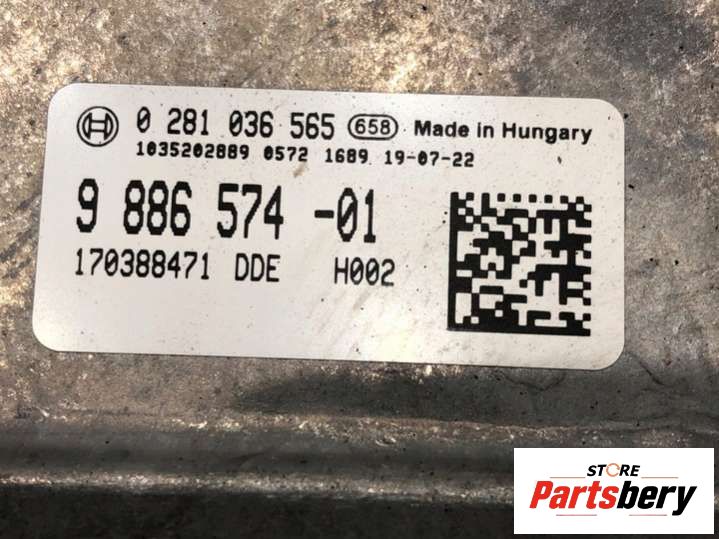 0 281 036 565 658 Made in Hungary
1035202889 0572 1689 19-07-22
9 886 574 -01
170388471 DDE H002
STORE
Partsbery